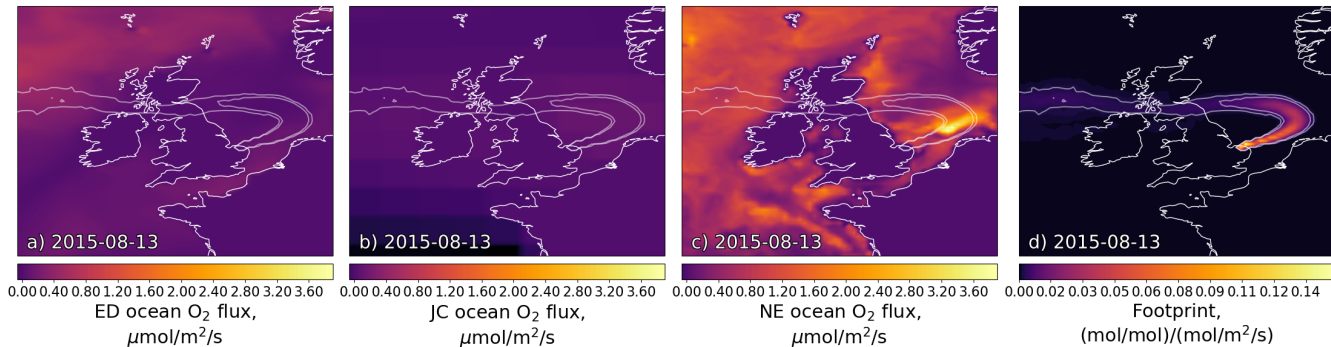 a) 2015-08-13
b) 2015-08-13
c) 2015-08-13
d) 2015-08-13
0.00 0.40 0.80 1.20 1.60 2.00 2.40 2.80 3.20 3.60
0.00 0.40 0.80 1.20 1.60 2.00 2.40 2.80 3.20 3.60
0.00 0.40 0.80 1.20 1.60 2.00 2.40 2.80 3.20 3.60
0.00 0.02 0.03 0.05 0.06 0.08 0.09 0.11 0.12 0.14
ED ocean O₂ flux,
μmol/m²/s
JC ocean O₂ flux,
μmol/m²/s
NE ocean O₂ flux,
μmol/m²/s
Footprint,
(mol/mol)/(mol/m²/s)